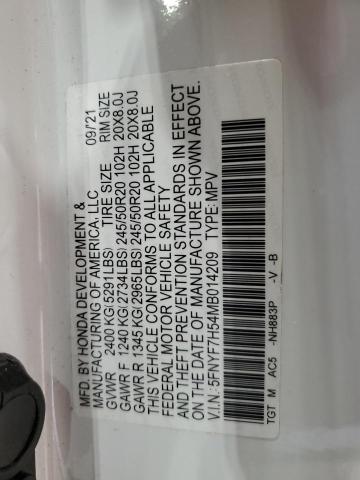 MFD. BY HONDA DEVELOPMENT &
MANUFACTURING OF AMERICA, LLC 09/21
GVWR 2400 KG(5291LBS) TIRE SIZE RIM SIZE
GAWR F 1240 KG(2734LBS) 245/50R20 102H 20X8.0J
GAWR R 1345 KG(2965LBS) 245/50R20 102H 20X8.0J
THIS VEHICLE CONFORMS TO ALL APPLICABLE
FEDERAL MOTOR VEHICLE SAFETY
AND THEFT PREVENTION STANDARDS IN EFFECT
ON THE DATE OF MANUFACTURE SHOWN ABOVE.
V.I.N.: 5FNYF7H54MB014209 TYPE: MPV
TGT M AC5 -NH883P -V -B